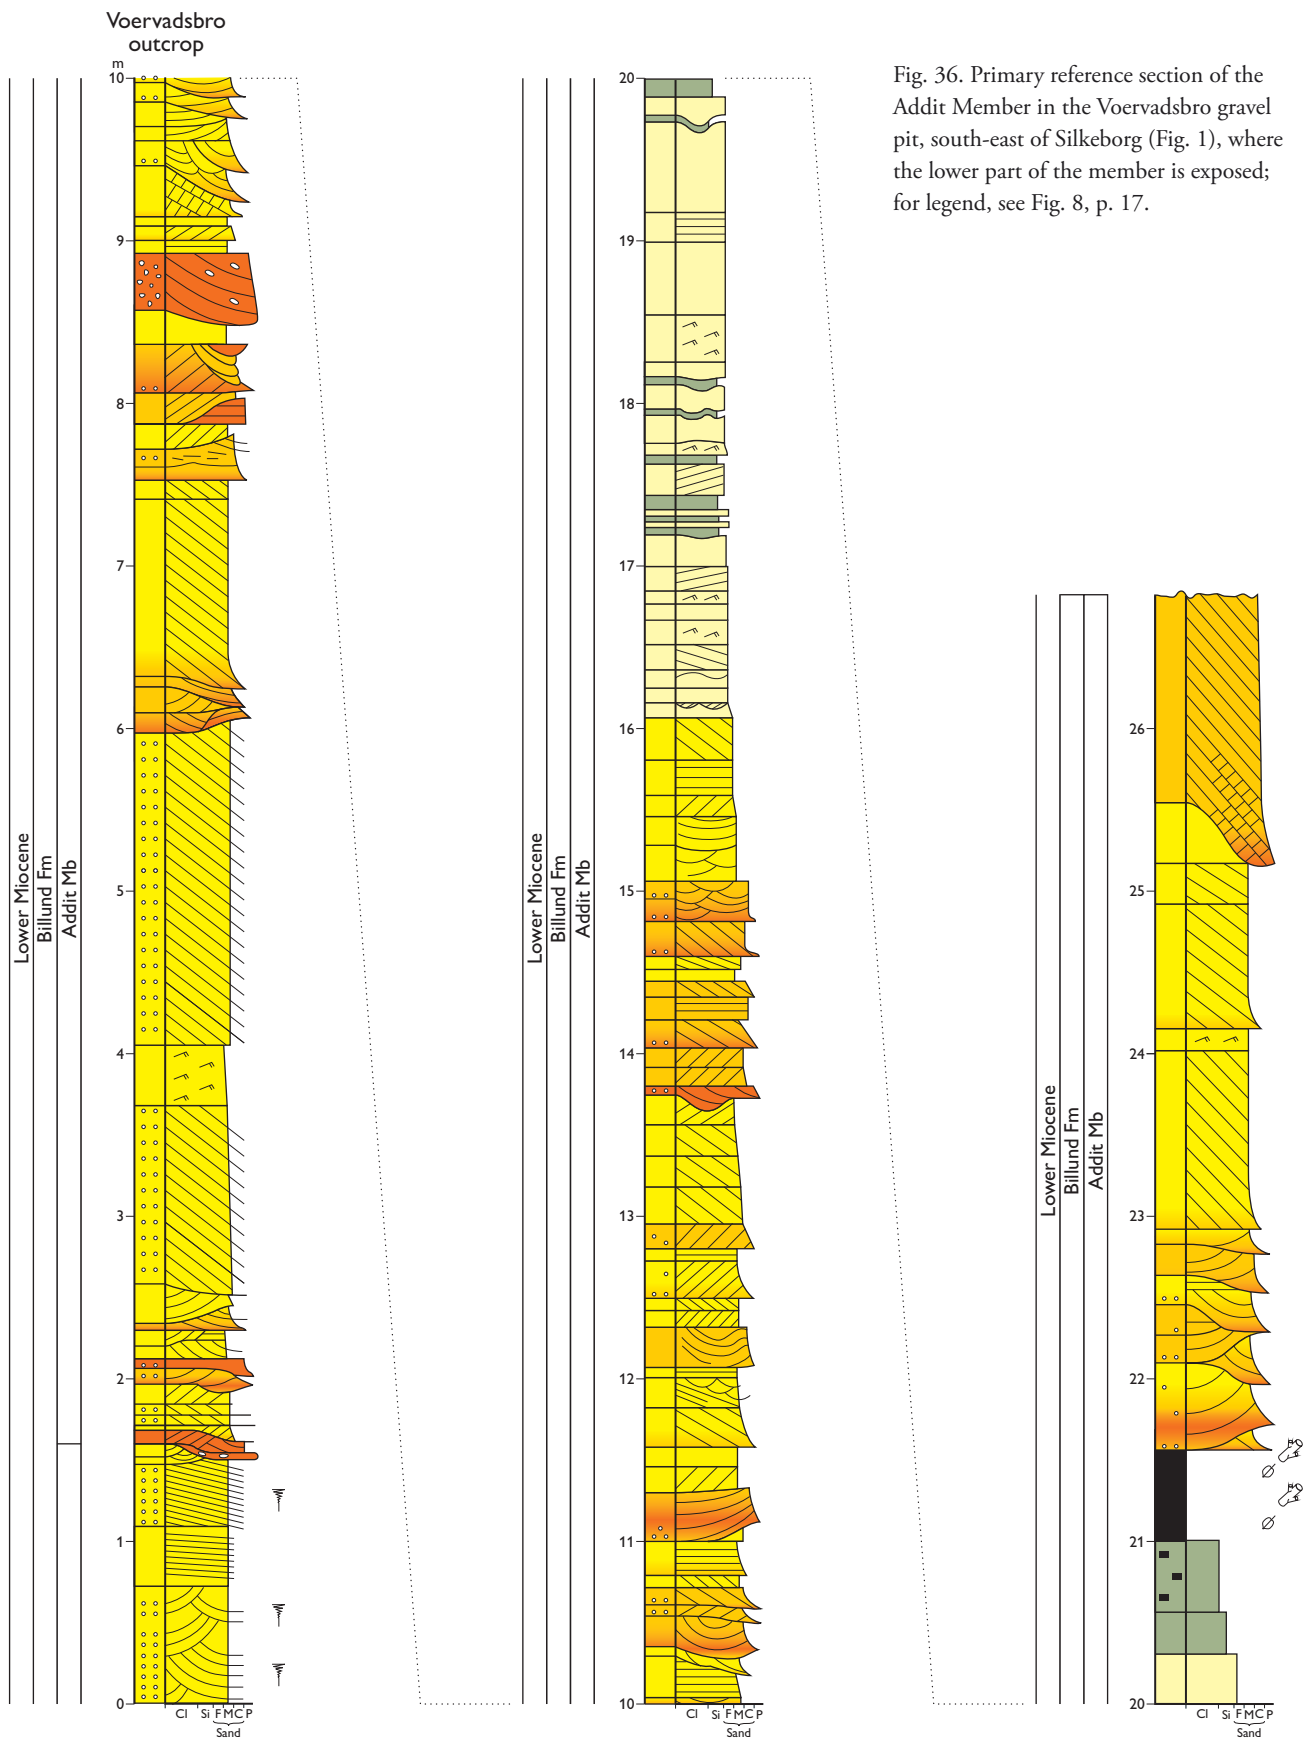 Voervadsbro
outcrop
m
10
9
8
7
6
5
4
3
2
1
0
Lower Miocene
Billund Fm
Addit Mb
Cl Si F M C P
Sand
20
19
18
17
16
15
14
13
12
11
10
Lower Miocene
Billund Fm
Addit Mb
Cl Si F M C P
Sand
Fig. 36. Primary reference section of the
Addit Member in the Voervadsbro gravel
pit, south-east of Silkeborg (Fig. 1), where
the lower part of the member is exposed;
for legend, see Fig. 8, p. 17.
26
25
24
23
22
21
20
Lower Miocene
Billund Fm
Addit Mb
Cl Si F M C P
Sand